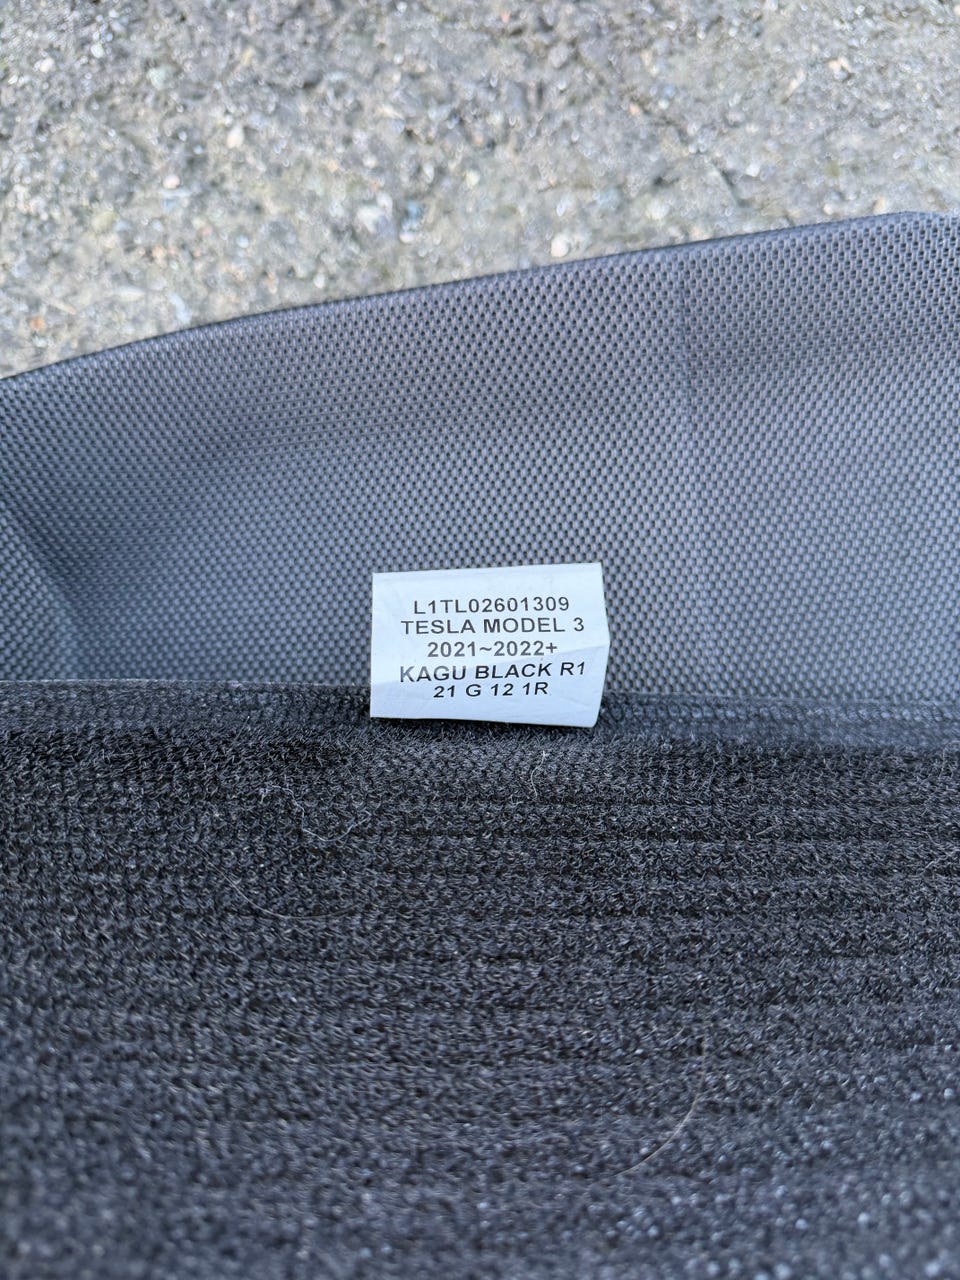 L1TL02601309
TESLA MODEL 3
2021~2022+
KAGU BLACK R1
21 G 12 1R